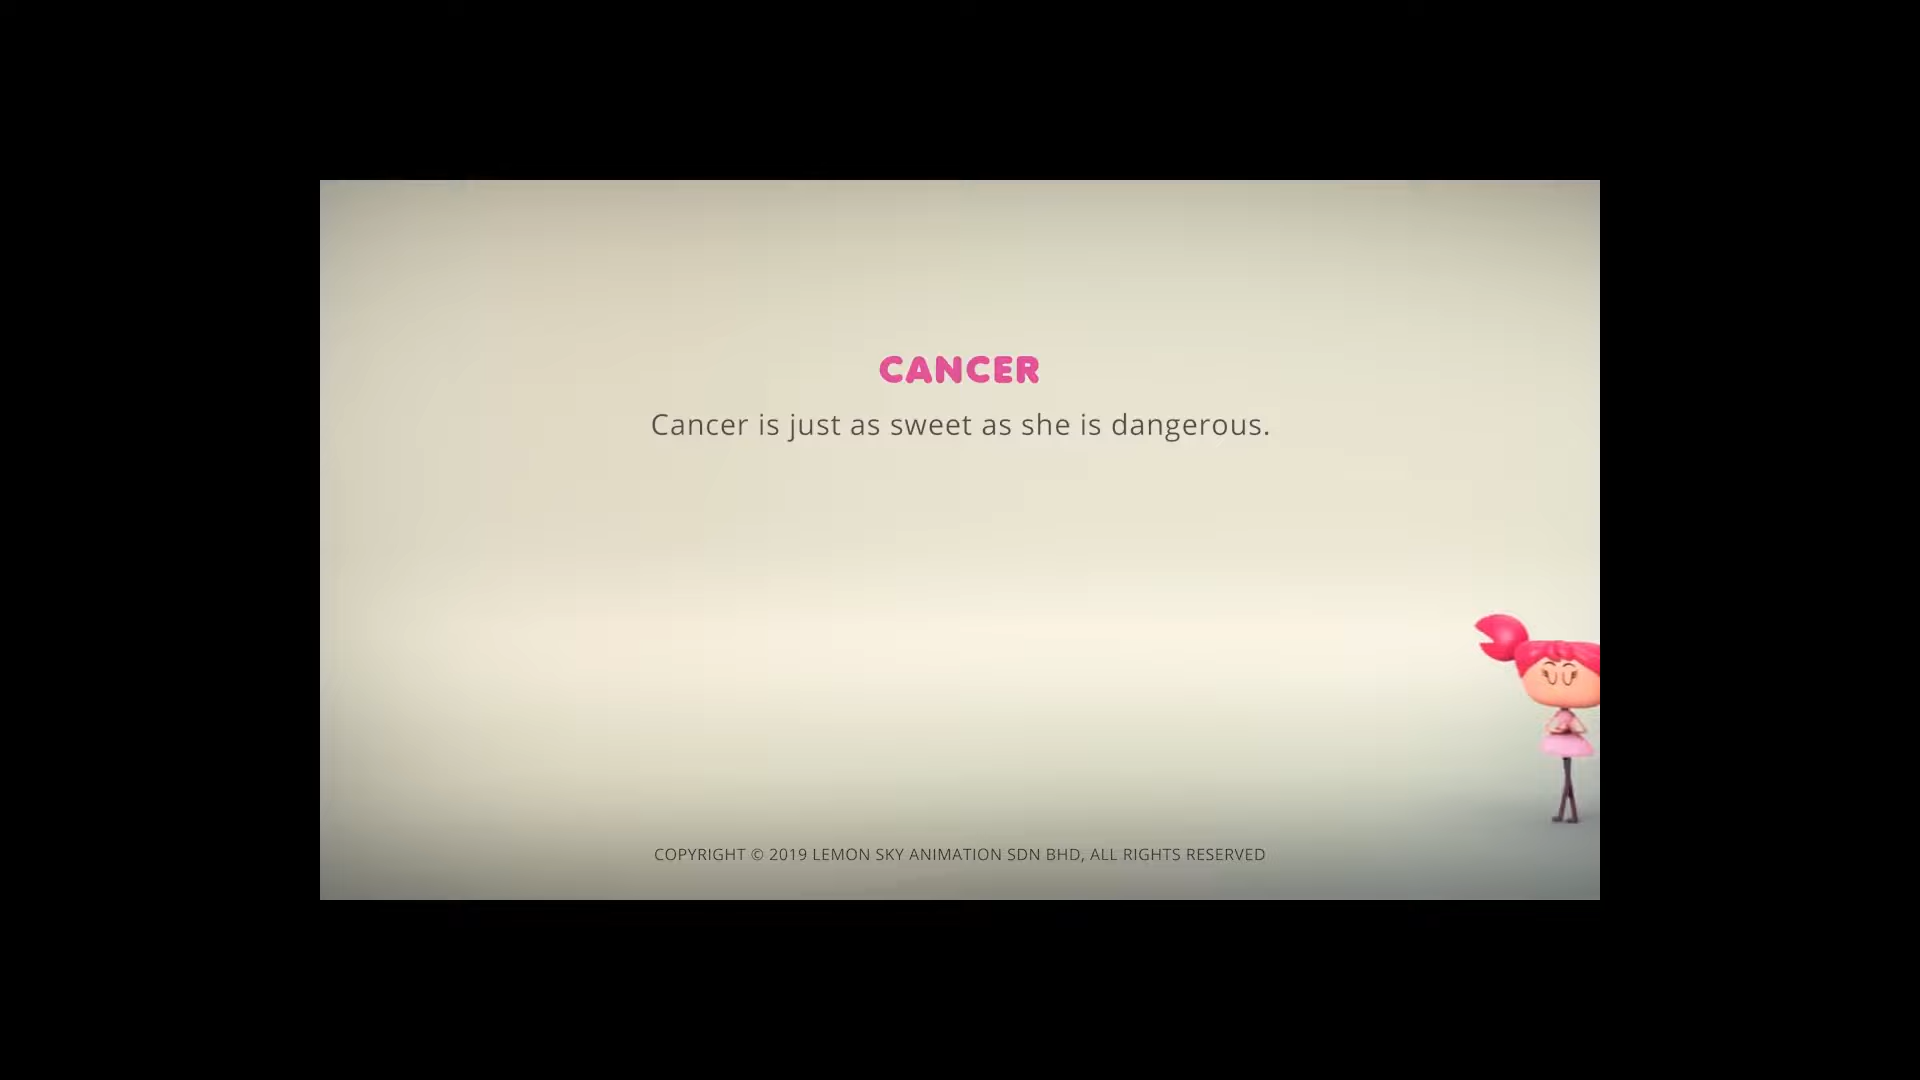 CANCER
Cancer is just as sweet as she is dangerous.
COPYRIGHT © 2019 LEMON SKY ANIMATION SDN BHD, ALL RIGHTS RESERVED